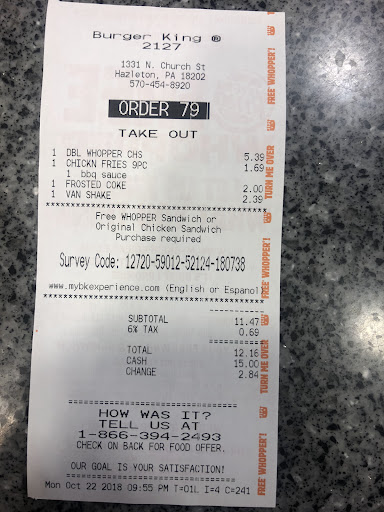 Burger King ®
2127
1331 N. Church St
Hazleton, PA 18202
570-454-8920
ORDER 79
TAKE OUT
1 DBL WHOPPER CHS 5.39
1 CHICKN FRIES 9PC 1.69
1 bbq sauce
1 FROSTED COKE 2.00
1 VAN SHAKE 2.39
****************************************
Free WHOPPER Sandwich or
Original Chicken Sandwich
Purchase required
Survey Code: 12720-59012-52124-180738
www.mybkexperience.com (English or Espanol)
****************************************
SUBTOTAL 11.47
6% TAX 0.69
TOTAL 12.16
CASH 15.00
CHANGE 2.84
========================
HOW WAS IT?
TELL US AT
1-866-394-2493
CHECK ON BACK FOR FOOD OFFER.
========================
OUR GOAL IS YOUR SATISFACTION!
Mon Oct 22 2018 09:55 PM T=01L I=4 C=241
FREE WHOPPER!
TURN ME OVER
FREE WHOPPER!
TURN ME OVER
FREE WHOPPER!